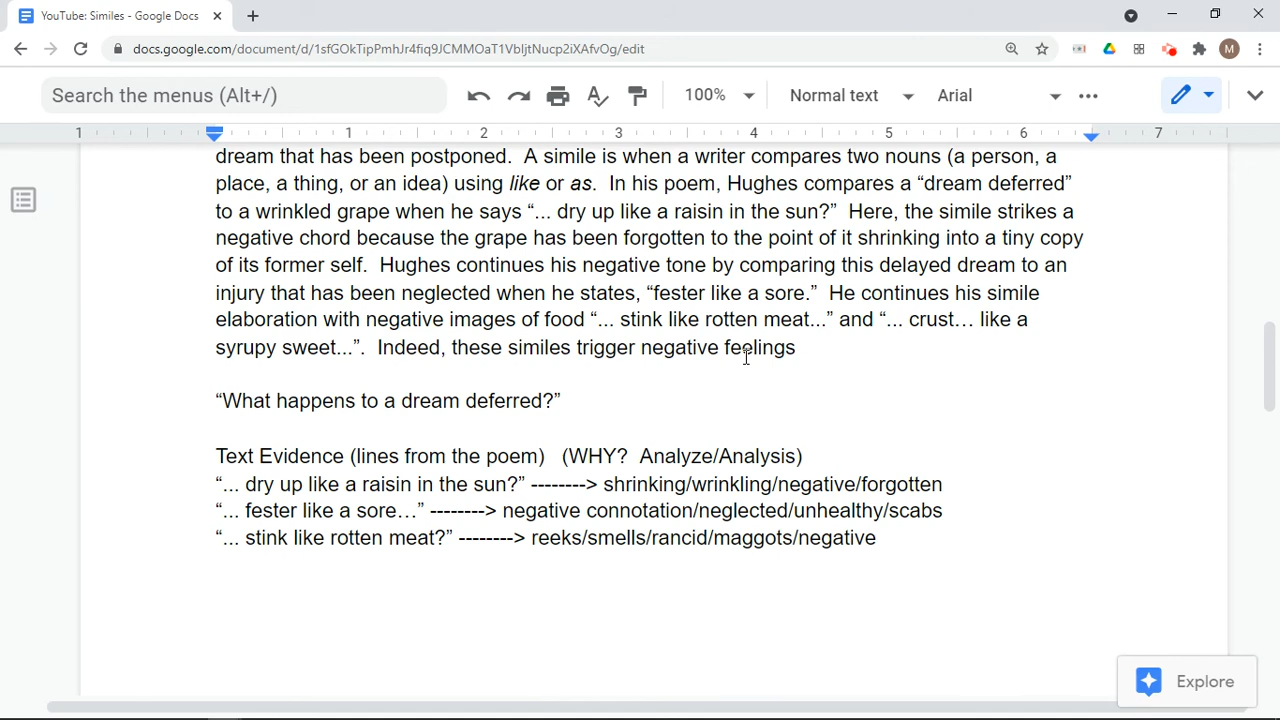 YouTube: Similes - Google Docs
docs.google.com/document/d/1sfGOkTipPmhJr4fiq9JCMMOaT1VbljtNucp2iXAfvOg/edit
M
Search the menus (Alt+/)
100%
Normal text
Arial
1 1 2 3 4 5 6 7
dream that has been postponed. A simile is when a writer compares two nouns (a person, a
place, a thing, or an idea) using like or as. In his poem, Hughes compares a “dream deferred”
to a wrinkled grape when he says “... dry up like a raisin in the sun?” Here, the simile strikes a
negative chord because the grape has been forgotten to the point of it shrinking into a tiny copy
of its former self. Hughes continues his negative tone by comparing this delayed dream to an
injury that has been neglected when he states, “fester like a sore.” He continues his simile
elaboration with negative images of food “... stink like rotten meat...” and “... crust... like a
syrupy sweet...”. Indeed, these similes trigger negative feelings
“What happens to a dream deferred?”
Text Evidence (lines from the poem) (WHY? Analyze/Analysis)
“... dry up like a raisin in the sun?” --------> shrinking/wrinkling/negative/forgotten
“... fester like a sore...” --------> negative connotation/neglected/unhealthy/scabs
“... stink like rotten meat?” --------> reeks/smells/rancid/maggots/negative
Explore